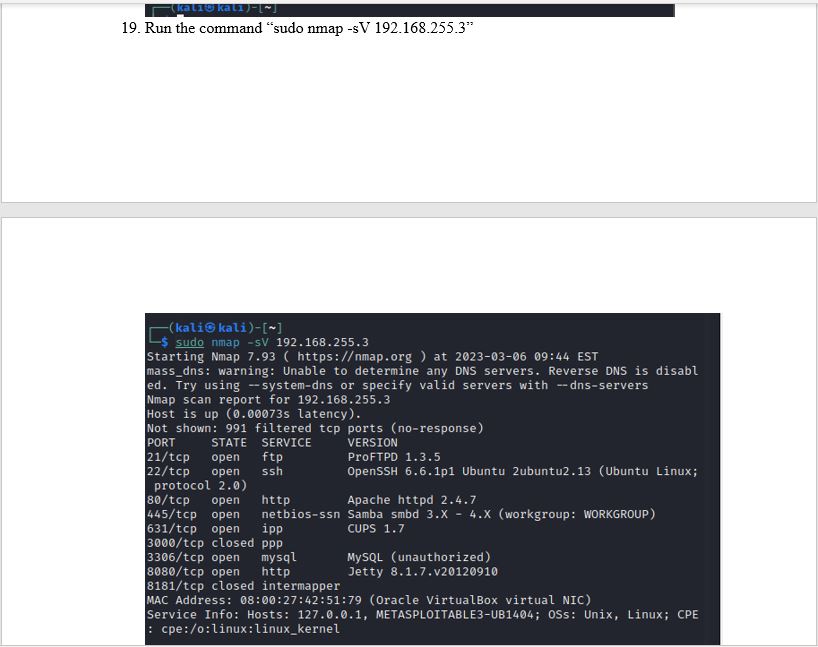 ┌──(kali㉿kali)-[~]
19. Run the command “sudo nmap -sV 192.168.255.3”
┌──(kali㉿kali)-[~]
└─$ sudo nmap -sV 192.168.255.3
Starting Nmap 7.93 ( https://nmap.org ) at 2023-03-06 09:44 EST
mass_dns: warning: Unable to determine any DNS servers. Reverse DNS is disabl
ed. Try using --system-dns or specify valid servers with --dns-servers
Nmap scan report for 192.168.255.3
Host is up (0.00073s latency).
Not shown: 991 filtered tcp ports (no-response)
PORT     STATE  SERVICE     VERSION
21/tcp   open   ftp         ProFTPD 1.3.5
22/tcp   open   ssh         OpenSSH 6.6.1p1 Ubuntu 2ubuntu2.13 (Ubuntu Linux;
 protocol 2.0)
80/tcp   open   http        Apache httpd 2.4.7
445/tcp  open   netbios-ssn Samba smbd 3.X - 4.X (workgroup: WORKGROUP)
631/tcp  open   ipp         CUPS 1.7
3000/tcp closed ppp
3306/tcp open   mysql       MySQL (unauthorized)
8080/tcp open   http        Jetty 8.1.7.v20120910
8181/tcp closed intermapper
MAC Address: 08:00:27:42:51:79 (Oracle VirtualBox virtual NIC)
Service Info: Hosts: 127.0.0.1, METASPLOITABLE3-UB1404; OSs: Unix, Linux; CPE
: cpe:/o:linux:linux_kernel